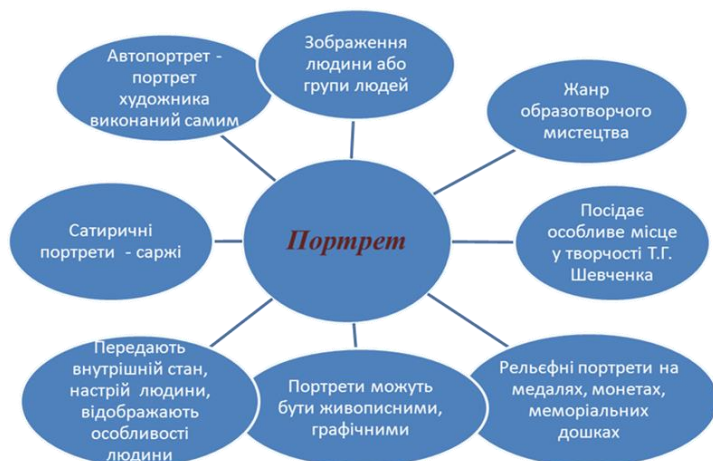 Автопортрет -
портрет
художника
виконаний самим
Зображення
людини або
групи людей
Жанр
образотворчого
мистецтва
Сатиричні
портрети - саржі
Портрет
Посідає
особливе місце
у творчості Т.Г.
Шевченка
Передають
внутрішній стан,
настрій людини,
відображають
особливості
людини
Портрети можуть
бути живописними,
графічними
Рельєфні портрети на
медалях, монетах,
меморіальних
дошках